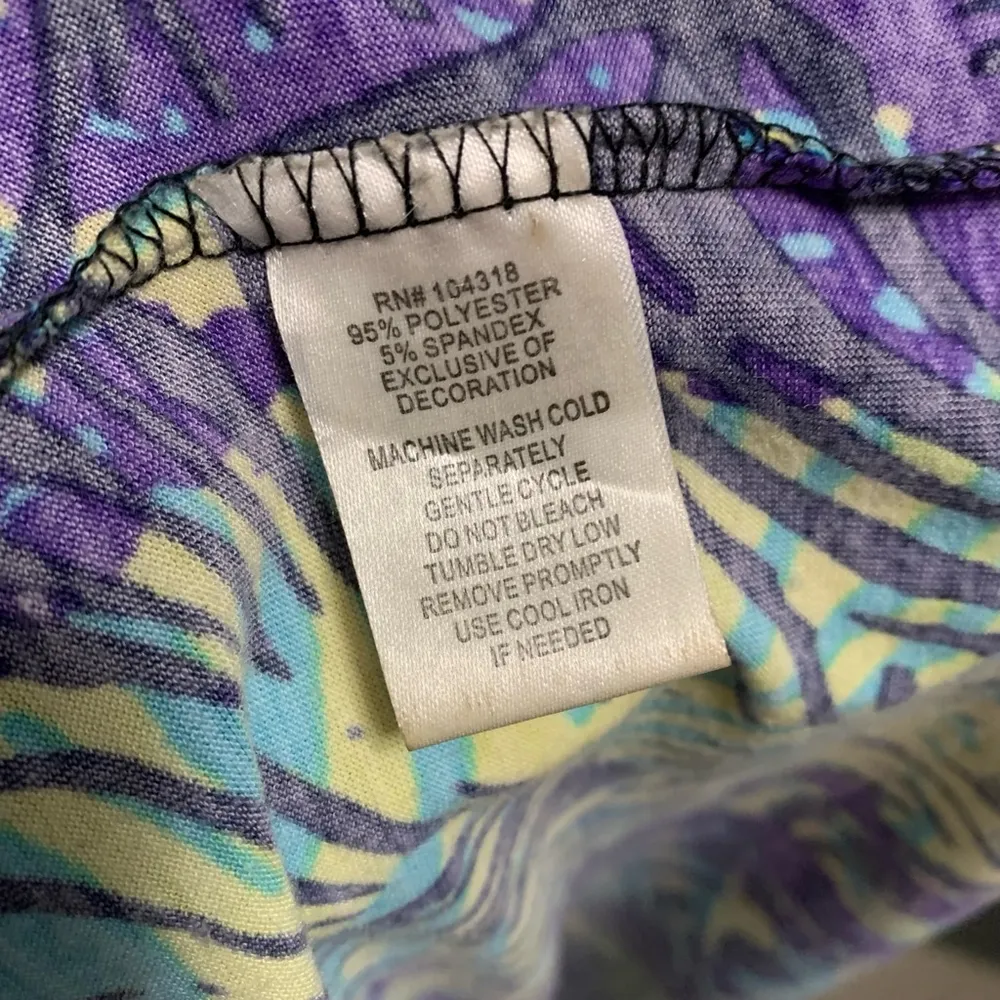 RN# 104318
95% POLYESTER
5% SPANDEX
EXCLUSIVE OF
DECORATION
MACHINE WASH COLD
SEPARATELY
GENTLE CYCLE
DO NOT BLEACH
TUMBLE DRY LOW
REMOVE PROMPTLY
USE COOL IRON
IF NEEDED